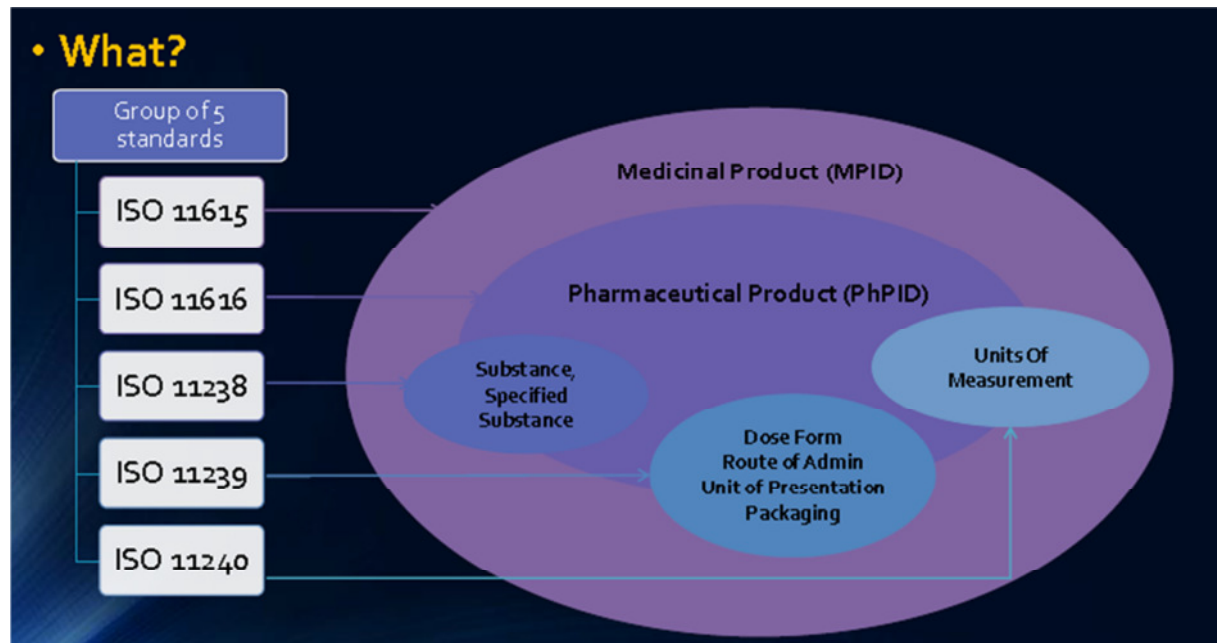 • What?
Group of 5
standards
ISO 11615
ISO 11616
ISO 11238
ISO 11239
ISO 11240
Medicinal Product (MPID)
Pharmaceutical Product (PhPID)
Substance,
Specified
Substance
Units Of
Measurement
Dose Form
Route of Admin
Unit of Presentation
Packaging